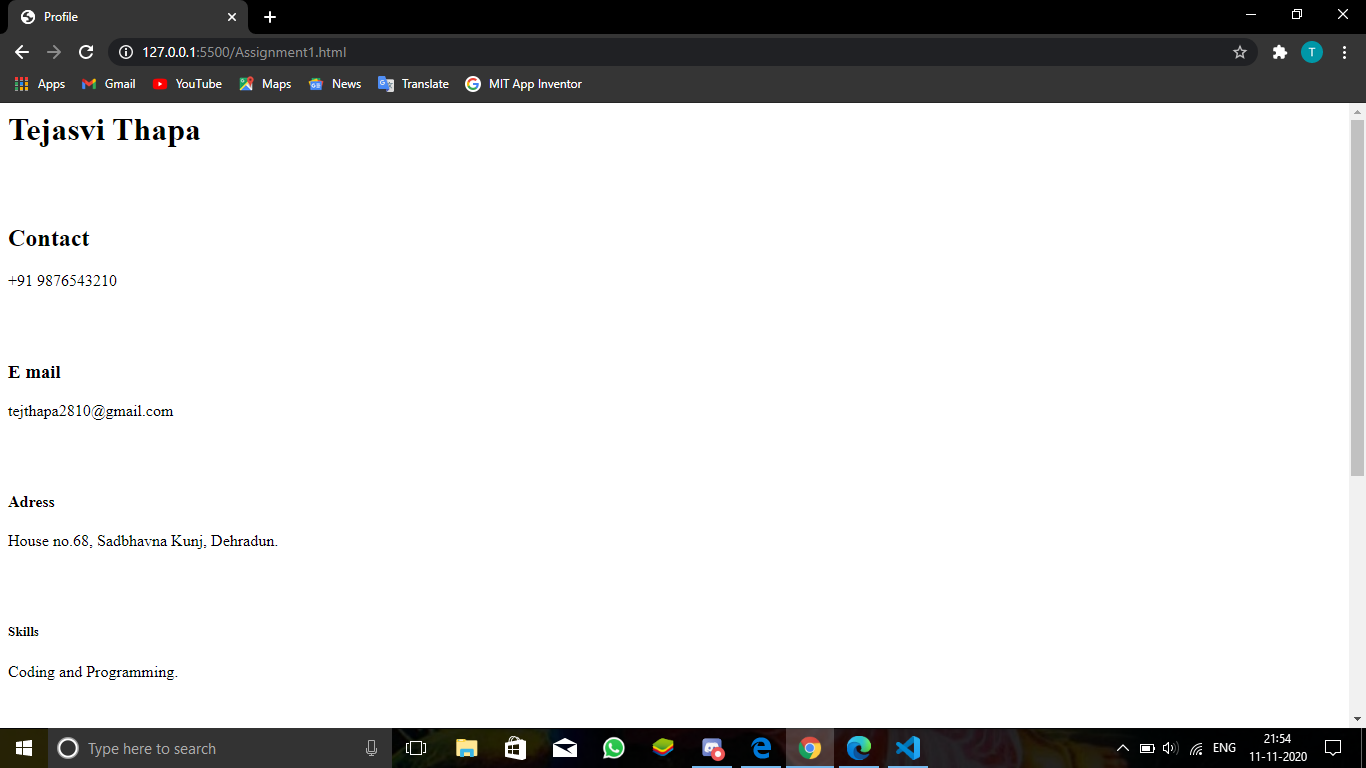 Profile
127.0.0.1:5500/Assignment1.html
T
Apps Gmail YouTube Maps News Translate MIT App Inventor
Tejasvi Thapa
Contact
+91 9876543210
E mail
tejthapa2810@gmail.com
Adress
House no.68, Sadbhavna Kunj, Dehradun.
Skills
Coding and Programming.
Type here to search
ENG
21:54
11-11-2020